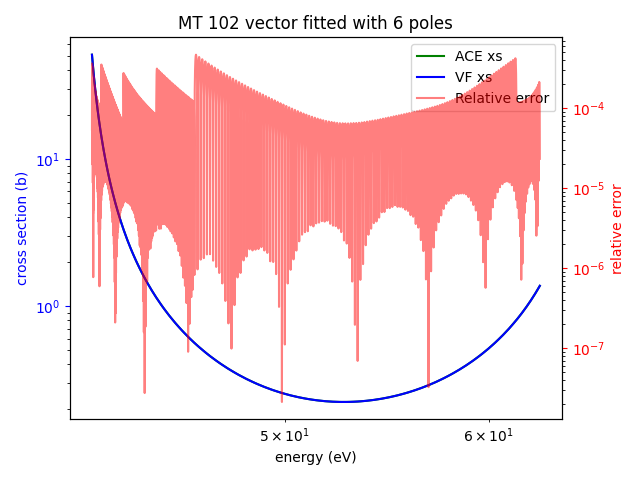 MT 102 vector fitted with 6 poles
ACE xs
VF xs
Relative error
10¹
10⁰
10⁻⁴
10⁻⁵
10⁻⁶
10⁻⁷
cross section (b)
relative error
5 × 10¹
6 × 10¹
energy (eV)